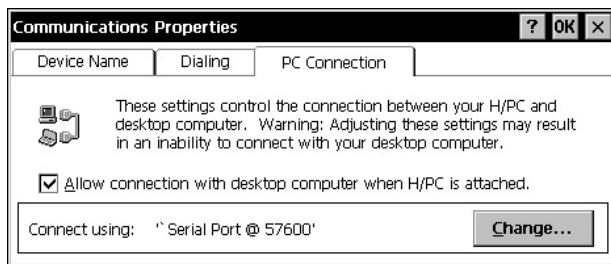 Communications Properties ? OK ×
Device Name Dialing PC Connection
These settings control the connection between your H/PC and
desktop computer. Warning: Adjusting these settings may result
in an inability to connect with your desktop computer.
Allow connection with desktop computer when H/PC is attached.
Connect using: '`Serial Port @ 57600' Change...